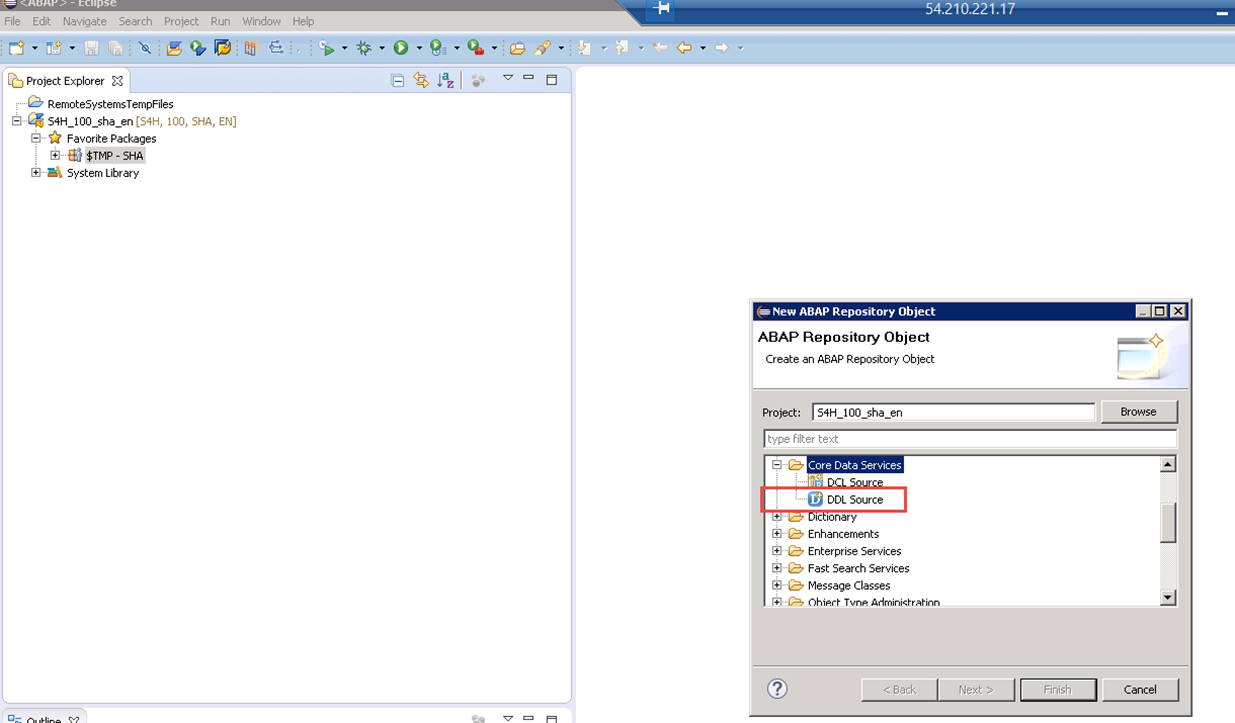 <ABAP> - Eclipse
54.210.221.17
File Edit Navigate Search Project Run Window Help
Project Explorer
RemoteSystemsTempFiles
S4H_100_sha_en [S4H, 100, SHA, EN]
Favorite Packages
$TMP - SHA
System Library
New ABAP Repository Object
ABAP Repository Object
Create an ABAP Repository Object
Project: S4H_100_sha_en Browse
type filter text
Core Data Services
DCL Source
DDL Source
Dictionary
Enhancements
Enterprise Services
Fast Search Services
Message Classes
Object Type Administration
< Back Next > Finish Cancel
Outline